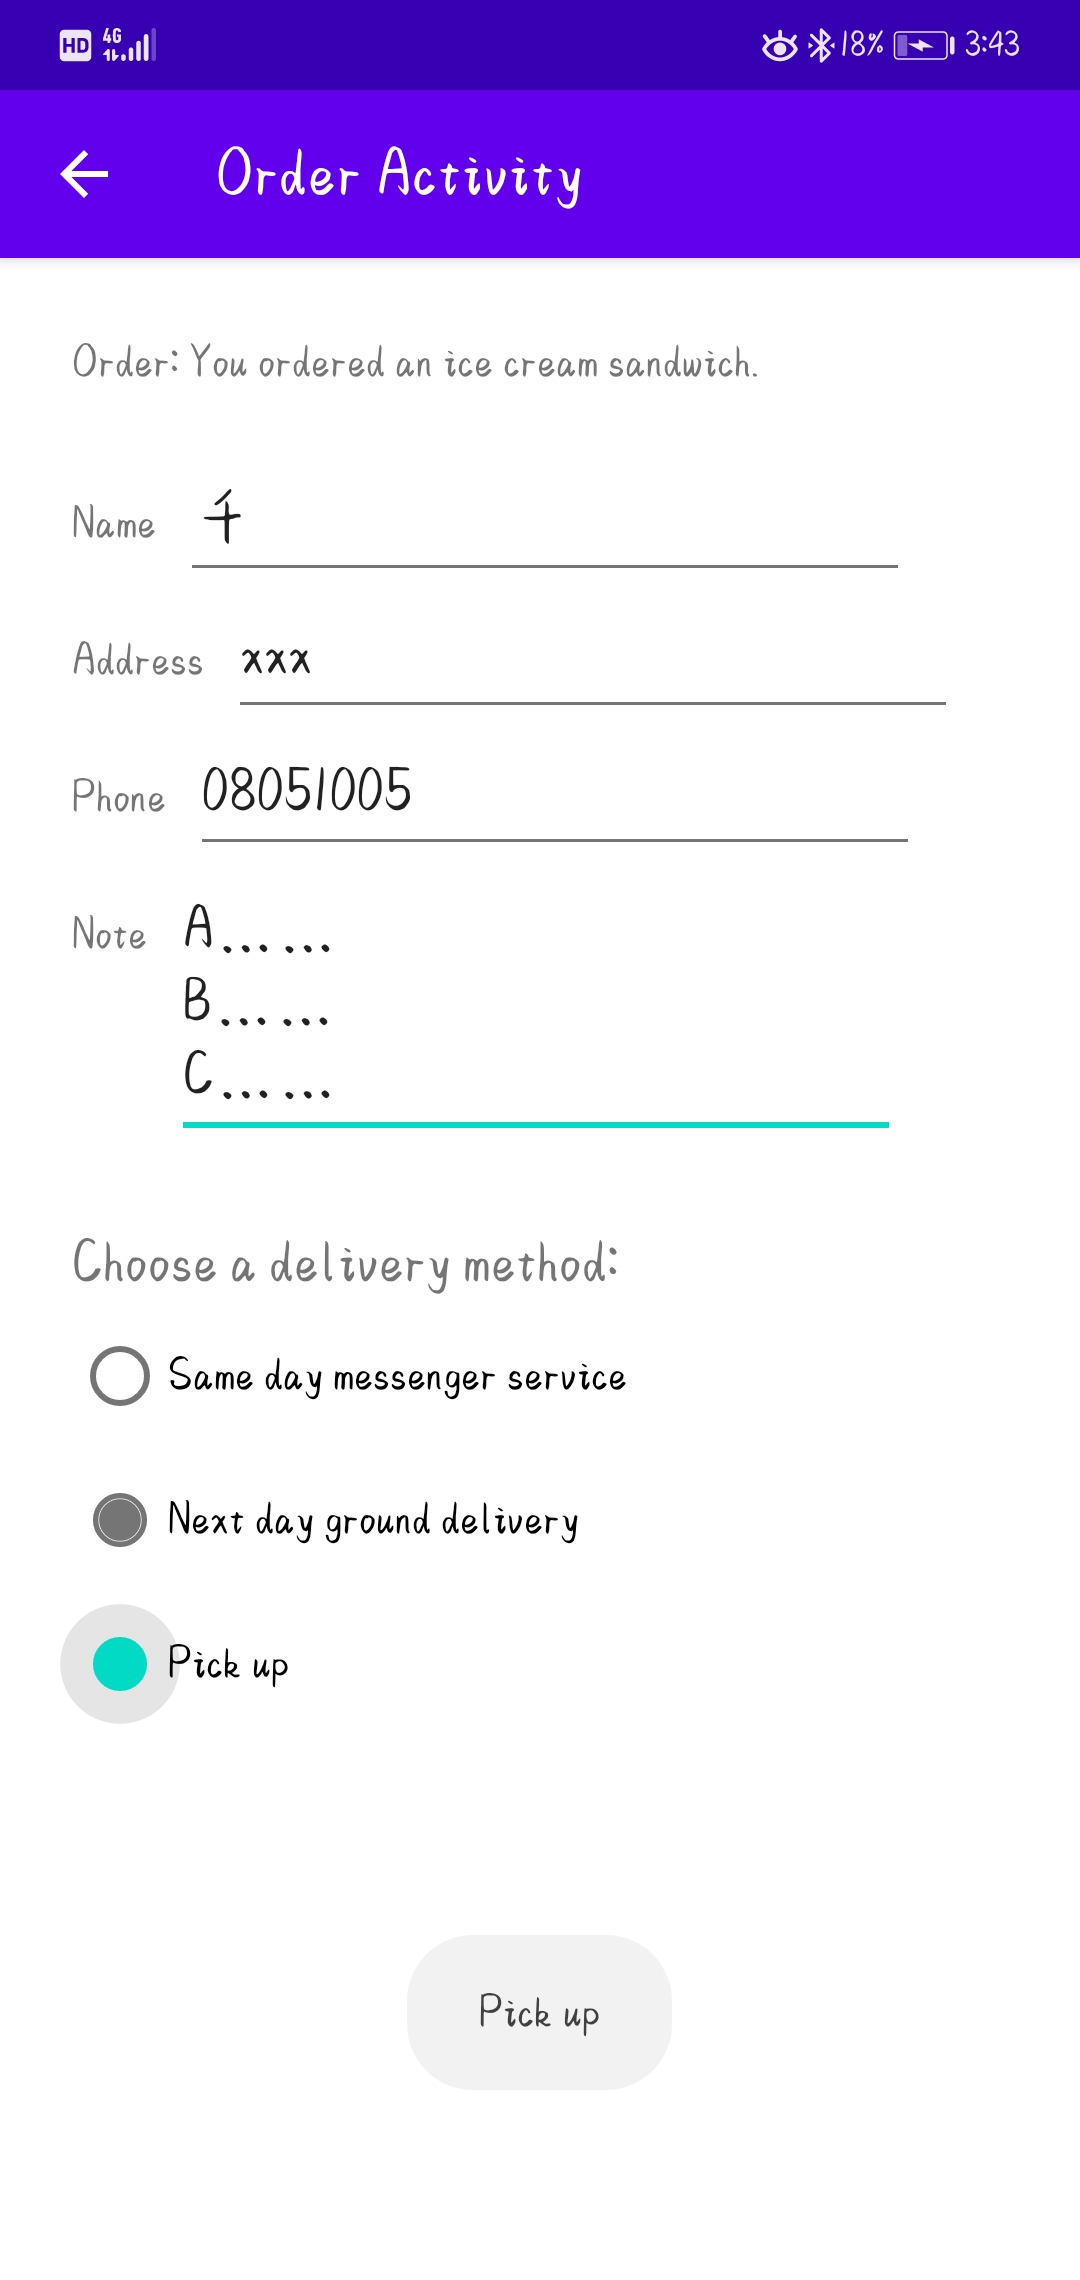 HD 4G 18% 3:43
Order Activity
Order: You ordered an ice cream sandwich.
Name 千
Address xxx
Phone 08051005
Note A……
B……
C……
Choose a delivery method:
Same day messenger service
Next day ground delivery
Pick up
Pick up